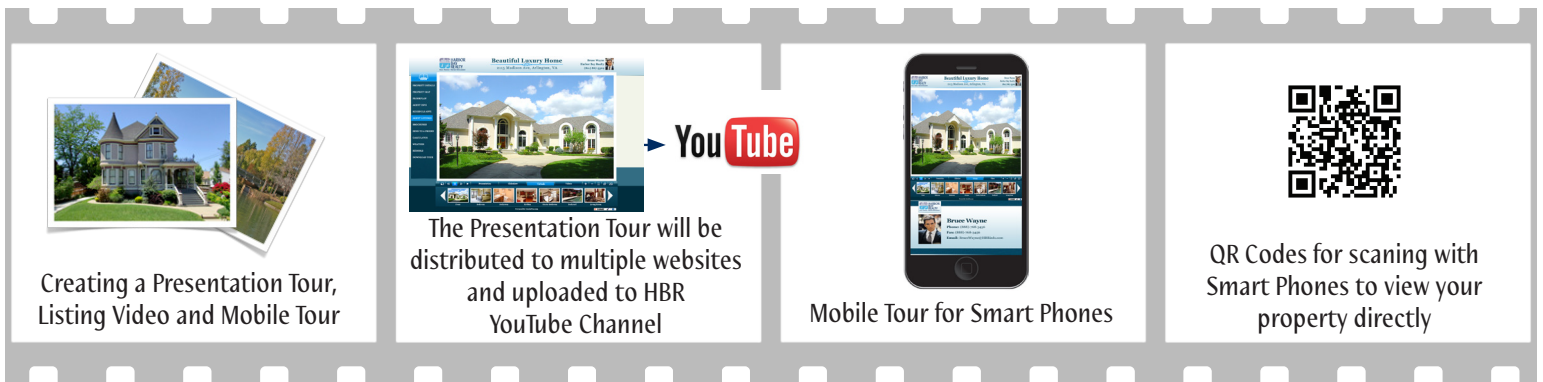 Creating a Presentation Tour,
Listing Video and Mobile Tour
Beautiful Luxury Home
YouTube
The Presentation Tour will be
distributed to multiple websites
and uploaded to HBR
YouTube Channel
Beautiful Luxury Home
Bruce Wayne
Mobile Tour for Smart Phones
QR Codes for scaning with
Smart Phones to view your
property directly